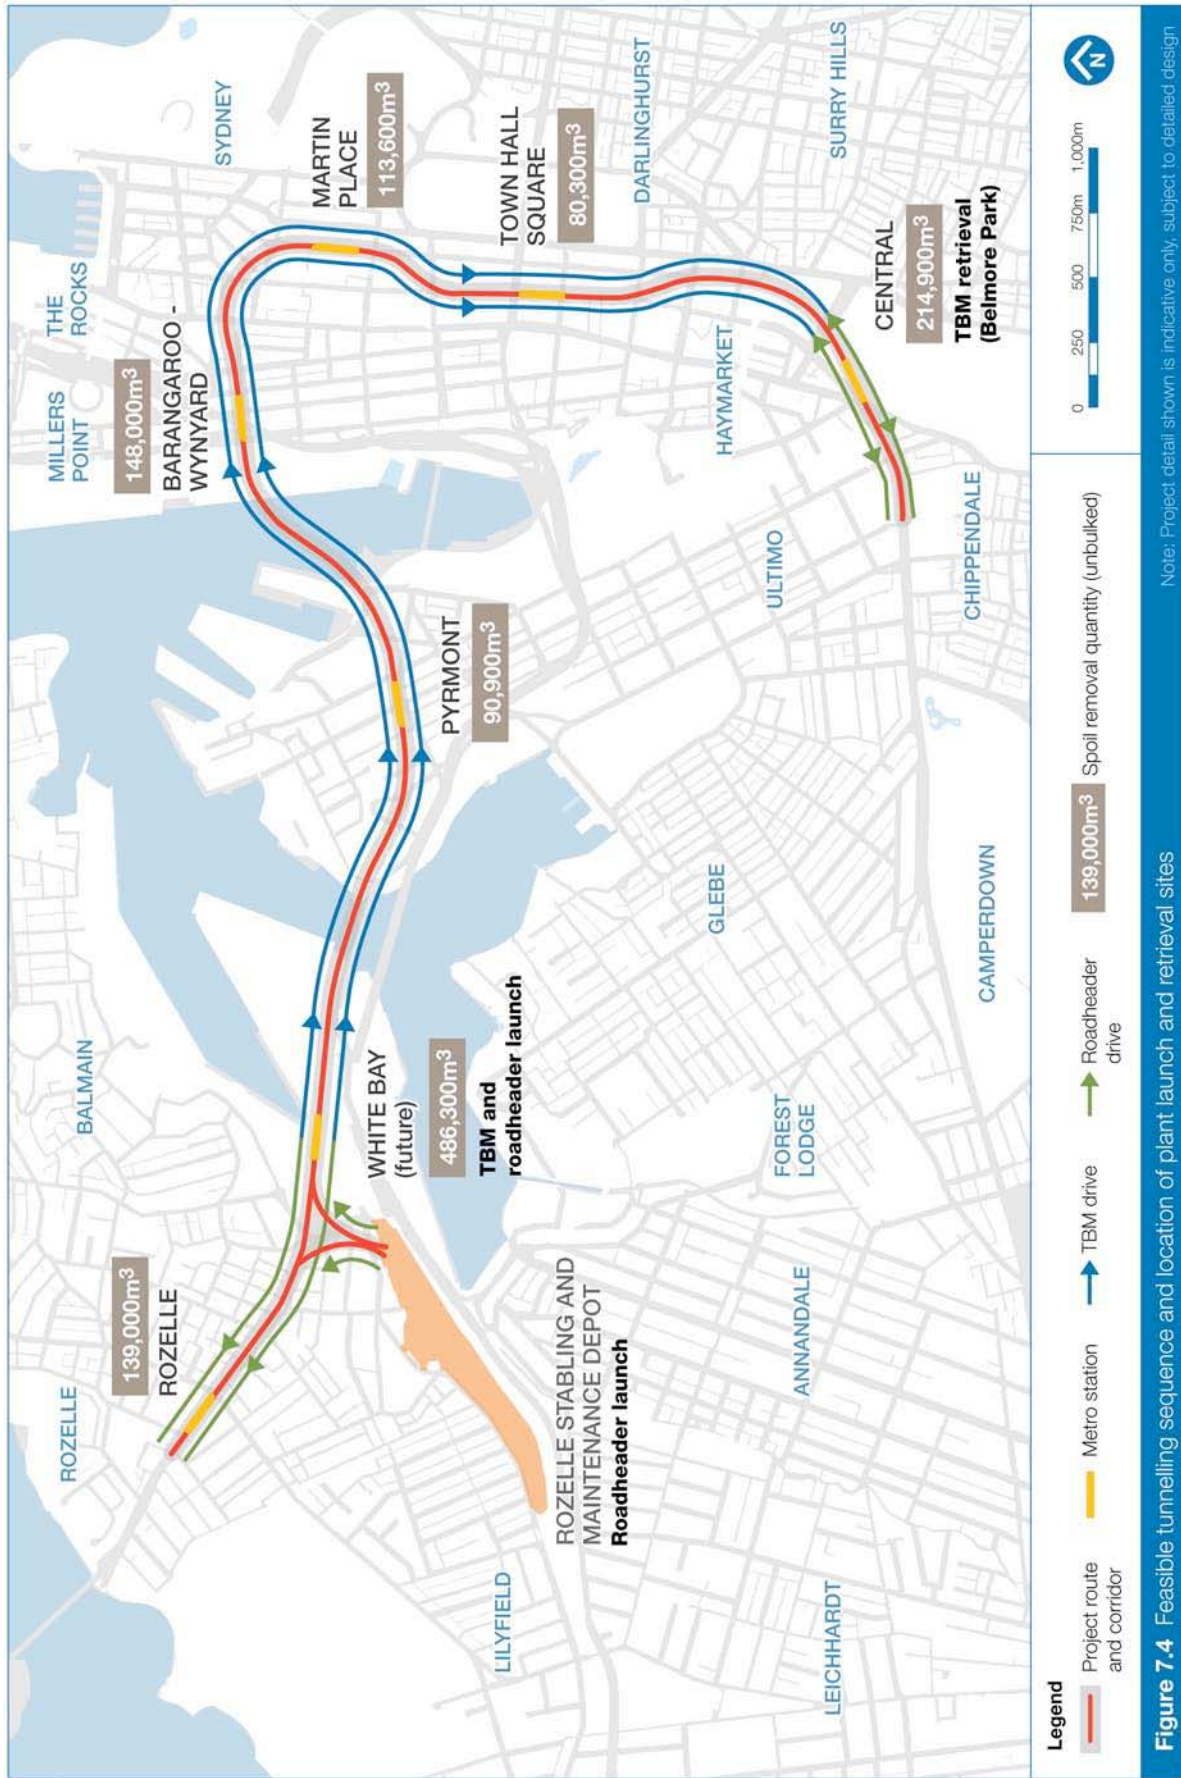 ROZELLE
BALMAIN
MILLERS
POINT
THE
ROCKS
SYDNEY
139,000m³
ROZELLE
148,000m³
BARANGAROO -
WYNYARD
MARTIN
PLACE
113,600m³
WHITE BAY
(future)
486,300m³
TBM and
roadheader launch
PYRMONT
90,900m³
TOWN HALL
SQUARE
80,300m³
LILYFIELD
ROZELLE STABLING AND
MAINTENANCE DEPOT
Roadheader launch
GLEBE
ULTIMO
HAYMARKET
DARLINGHURST
FOREST
LODGE
ANNANDALE
LEICHHARDT
CAMPERDOWN
CHIPPENDALE
CENTRAL
214,900m³
TBM retrieval
(Belmore Park)
SURRY HILLS
Legend
Project route
and corridor
Metro station
TBM drive
Roadheader
drive
139,000m³
Spoil removal quantity (unbulked)
0 250 500 750m 1,000m
N
Figure 7.4 Feasible tunnelling sequence and location of plant launch and retrieval sites
Note: Project detail shown is indicative only, subject to detailed design